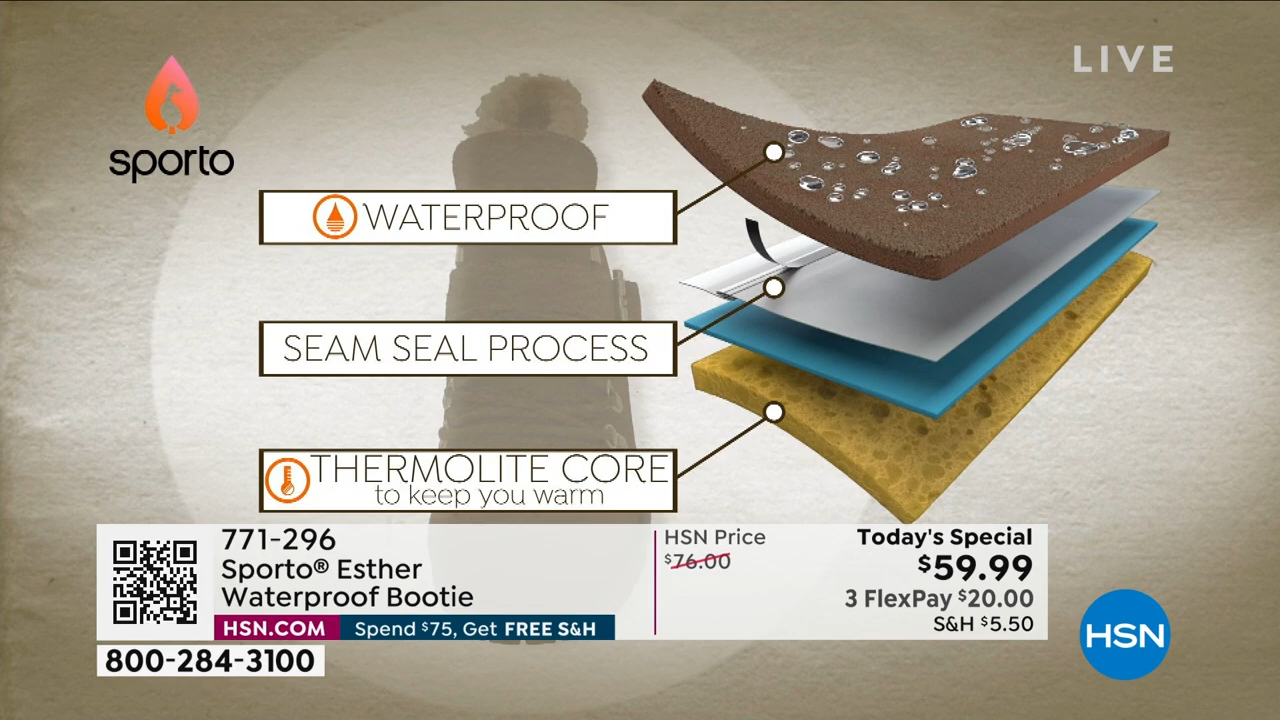 LIVE
sporto
WATERPROOF
SEAM SEAL PROCESS
THERMOLITE CORE
to keep you warm
771-296
Sporto® Esther
Waterproof Bootie
HSN.COM
Spend $75, Get FREE S&H
800-284-3100
HSN Price
$76.00
Today's Special
$59.99
3 FlexPay $20.00
S&H $5.50
HSN